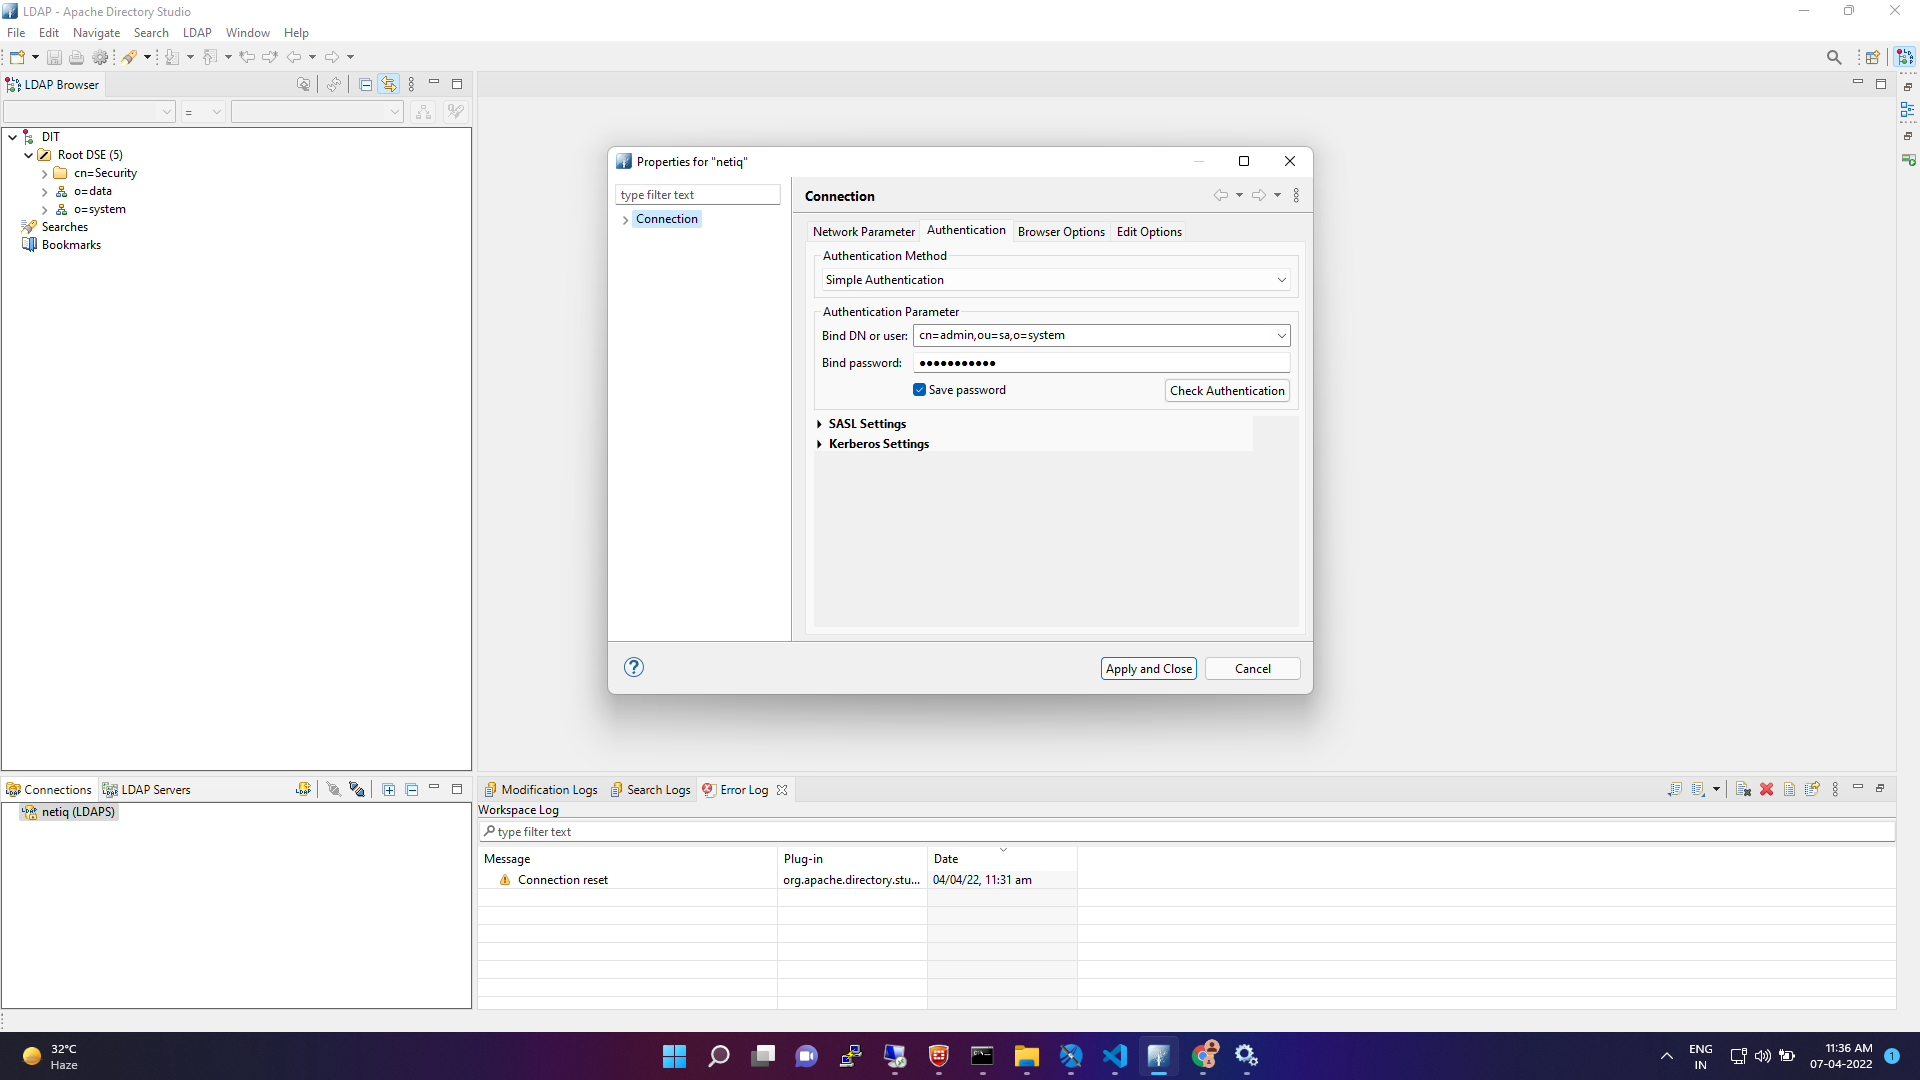 LDAP - Apache Directory Studio
File Edit Navigate Search LDAP Window Help
LDAP Browser
=
DIT
Root DSE (5)
cn=Security
o=data
o=system
Searches
Bookmarks
Properties for "netiq"
type filter text
Connection
Connection
Network Parameter Authentication Browser Options Edit Options
Authentication Method
Simple Authentication
Authentication Parameter
Bind DN or user: cn=admin,ou=sa,o=system
Bind password: ●●●●●●●●●●●
Save password Check Authentication
SASL Settings
Kerberos Settings
? Apply and Close Cancel
Connections LDAP Servers
netiq (LDAPS)
Modification Logs Search Logs Error Log
Workspace Log
type filter text
Message Plug-in Date
Connection reset org.apache.directory.stu... 04/04/22, 11:31 am
32°C
Haze
ENG
IN
11:36 AM
07-04-2022
1